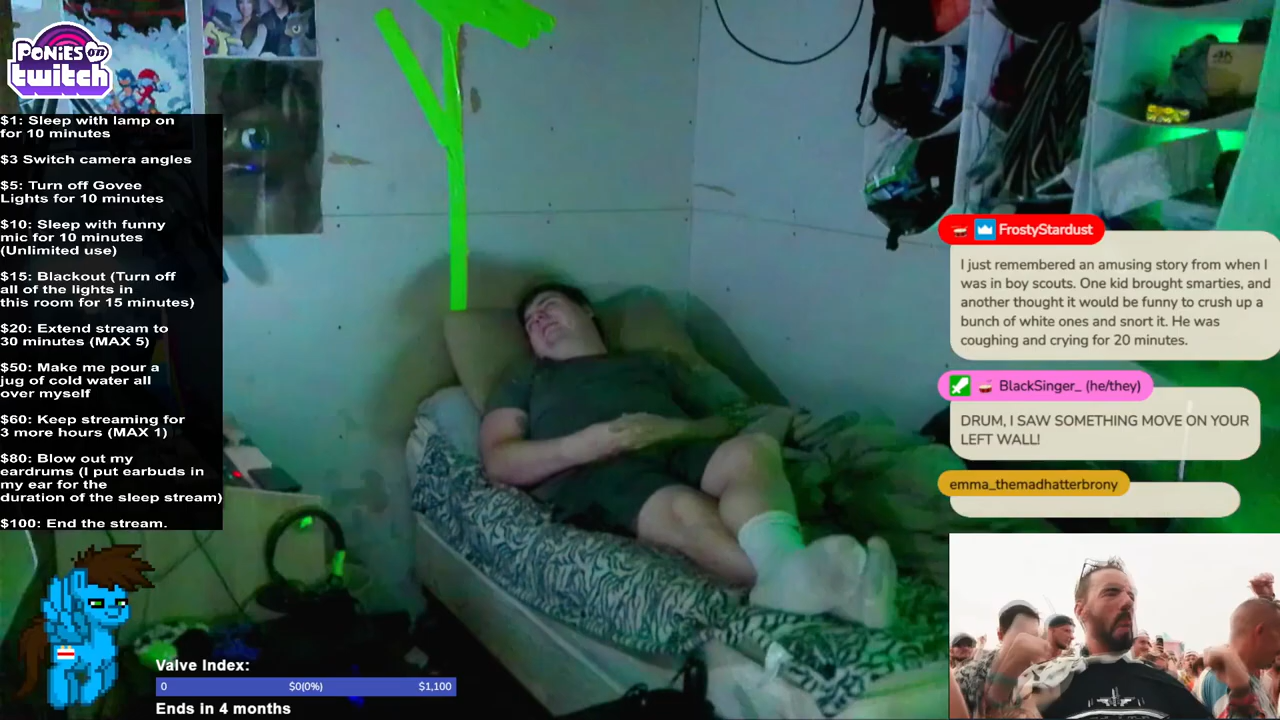 PONiES on
twitch
$1: Sleep with lamp on
for 10 minutes
$3 Switch camera angles
$5: Turn off Govee
Lights for 10 minutes
$10: Sleep with funny
mic for 10 minutes
(Unlimited use)
$15: Blackout (Turn off
all of the lights in
this room for 15 minutes)
$20: Extend stream to
30 minutes (MAX 5)
$50: Make me pour a
jug of cold water all
over myself
$60: Keep streaming for
3 more hours (MAX 1)
$80: Blow out my
eardrums (I put earbuds in
my ear for the
duration of the sleep stream)
$100: End the stream.
FrostyStardust
I just remembered an amusing story from when I
was in boy scouts. One kid brought smarties, and
another thought it would be funny to crush up a
bunch of white ones and snort it. He was
coughing and crying for 20 minutes.
BlackSinger_ (he/they)
DRUM, I SAW SOMETHING MOVE ON YOUR
LEFT WALL!
emma_themadhatterbrony
Valve Index:
0 $0(0%) $1,100
Ends in 4 months